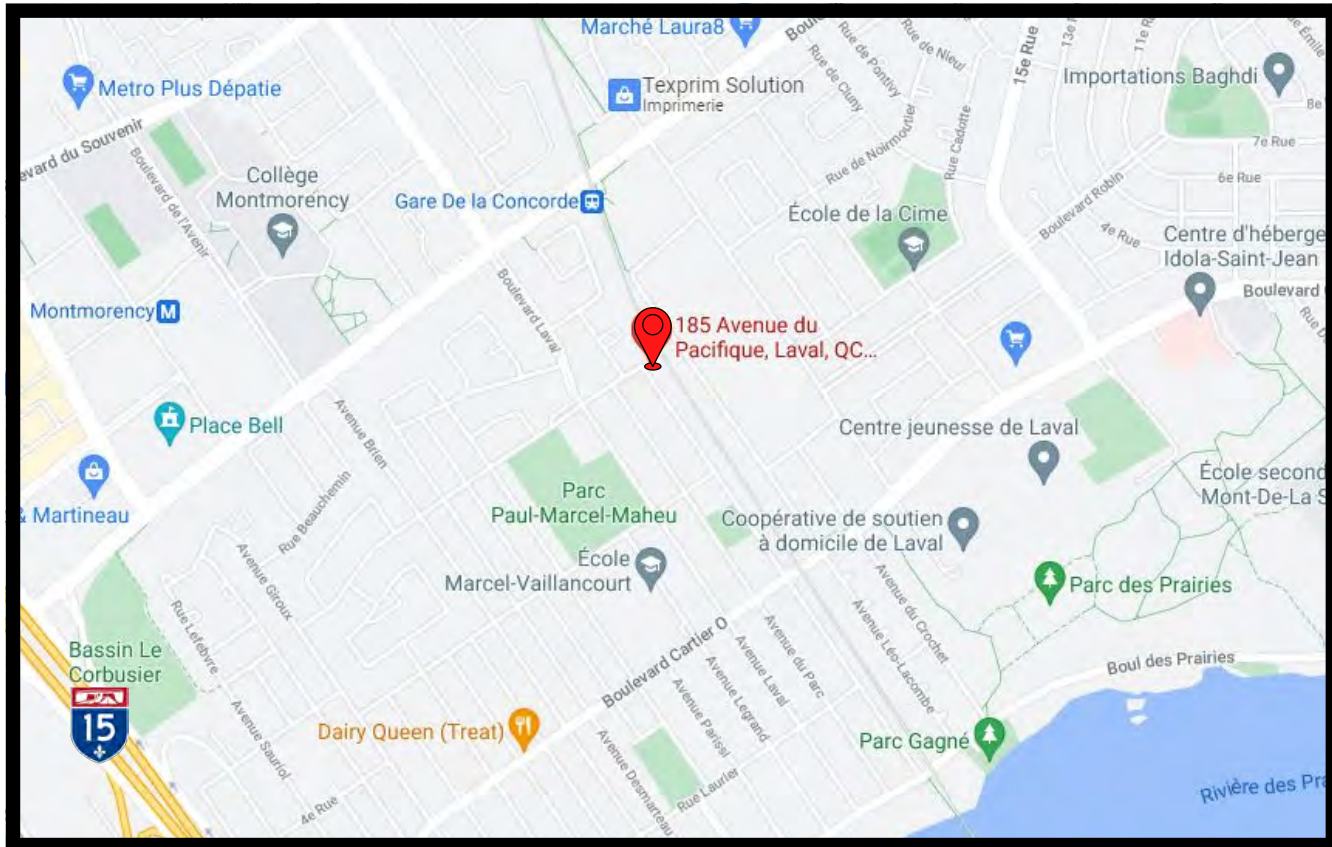 Marché Laura8
Metro Plus Dépatie
Texprim Solution
Imprimerie
Rue de Cluny
Rue de Pontivy
Rue de Nieul
15e Rue
11e R
Importations Baghdi
Rue Émile
8e
7e Rue
6e Rue
evard du Souvenir
Boulevard de l'Avenir
Collège
Montmorency
Gare De la Concorde
Rue de Noirmoutier
Rue Cadotte
École de la Cime
Boulevard Robin
4e Rue
Centre d'héberge
Idola-Saint-Jean
Boulevard
Montmorency M
Boulevard Laval
185 Avenue du
Pacifique, Laval, QC...
Place Bell
Avenue Brien
Rue Beauchemin
Centre jeunesse de Laval
& Martineau
Parc
Paul-Marcel-Maheu
École
Marcel-Vaillancourt
Coopérative de soutien
à domicile de Laval
École second
Mont-De-La S
Avenue Giroux
Rue Lefebvre
Parc des Prairies
Avenue du Crochet
Avenue Léo-Lacombe
Bassin Le
Corbusier
15
Avenue Sauriol
Boulevard Cartier O
Avenue du Parc
Avenue Laval
Avenue Legrand
Avenue Parissi
Boul des Prairies
Dairy Queen (Treat)
Parc Gagné
Avenue Desmarteau
Rue Laurier
4e Rue
Rivière des Pra